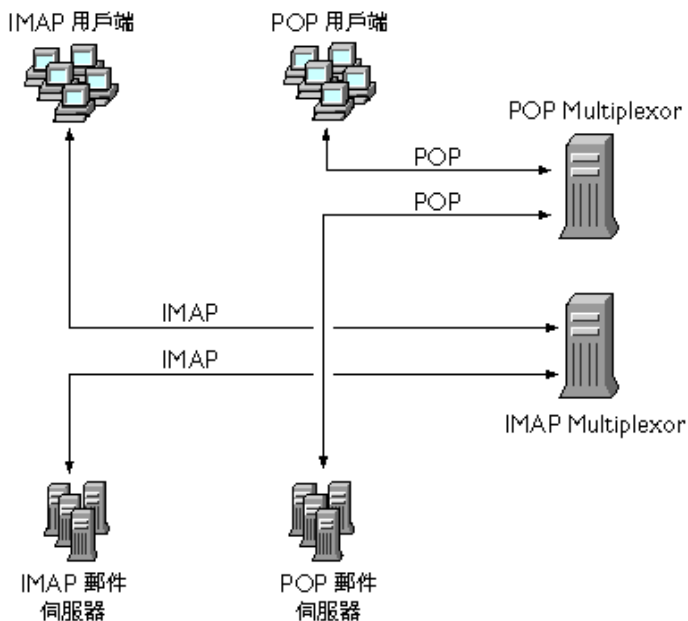 IMAP 用戶端
POP 用戶端
POP Multiplexor
POP
POP
IMAP
IMAP
IMAP Multiplexor
IMAP 郵件
伺服器
POP 郵件
伺服器